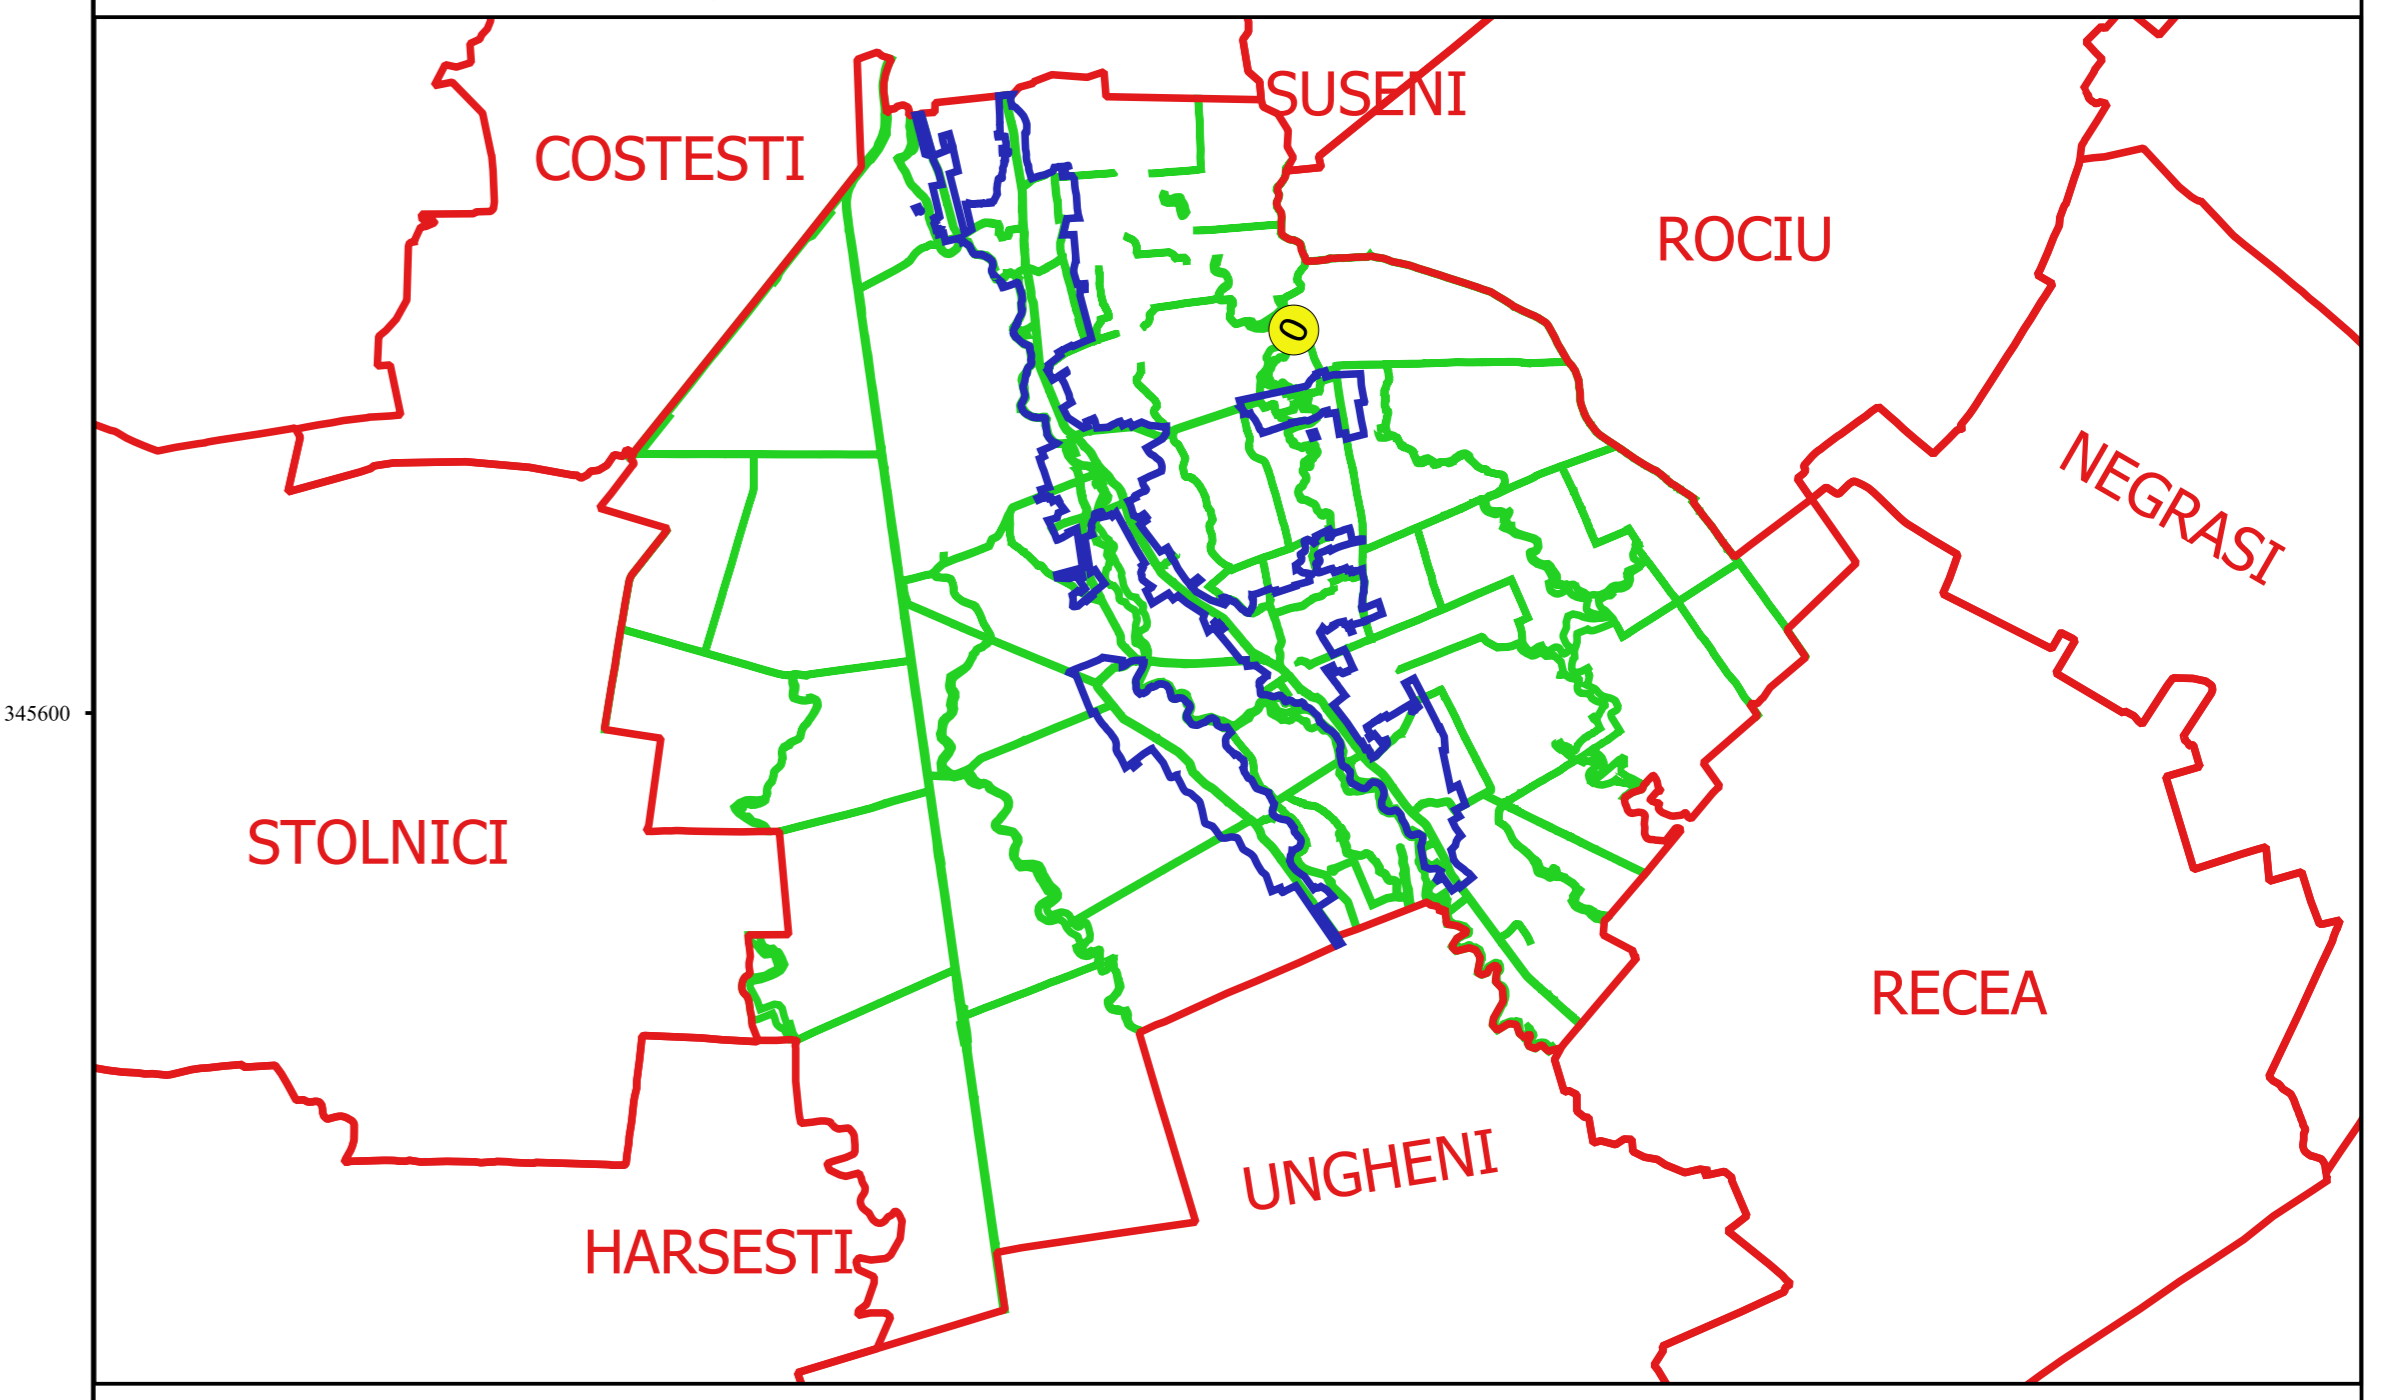 SUSENI
COSTESTI
ROCIU
0
NEGRASI
345600
STOLNICI
RECEA
UNGHENI
HARSESTI